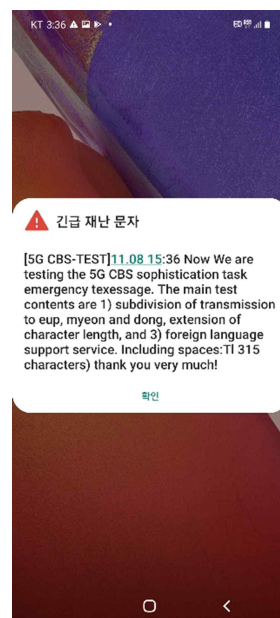 KT 3:36
긴급 재난 문자
[5G CBS-TEST]11.08 15:36 Now We are
testing the 5G CBS sophistication task
emergency texessage. The main test
contents are 1) subdivision of transmission
to eup, myeon and dong, extension of
character length, and 3) foreign language
support service. Including spaces:Tl 315
characters) thank you very much!
확인